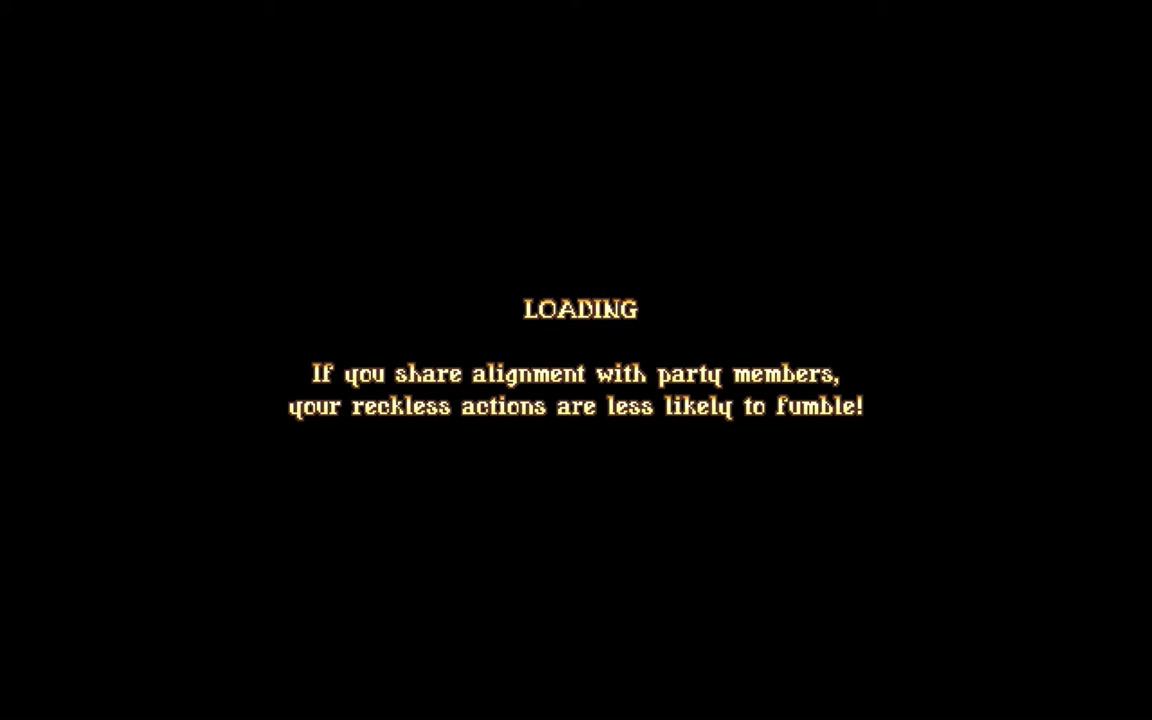 LOADING
If you share alignment with party members,
your reckless actions are less likely to fumble!